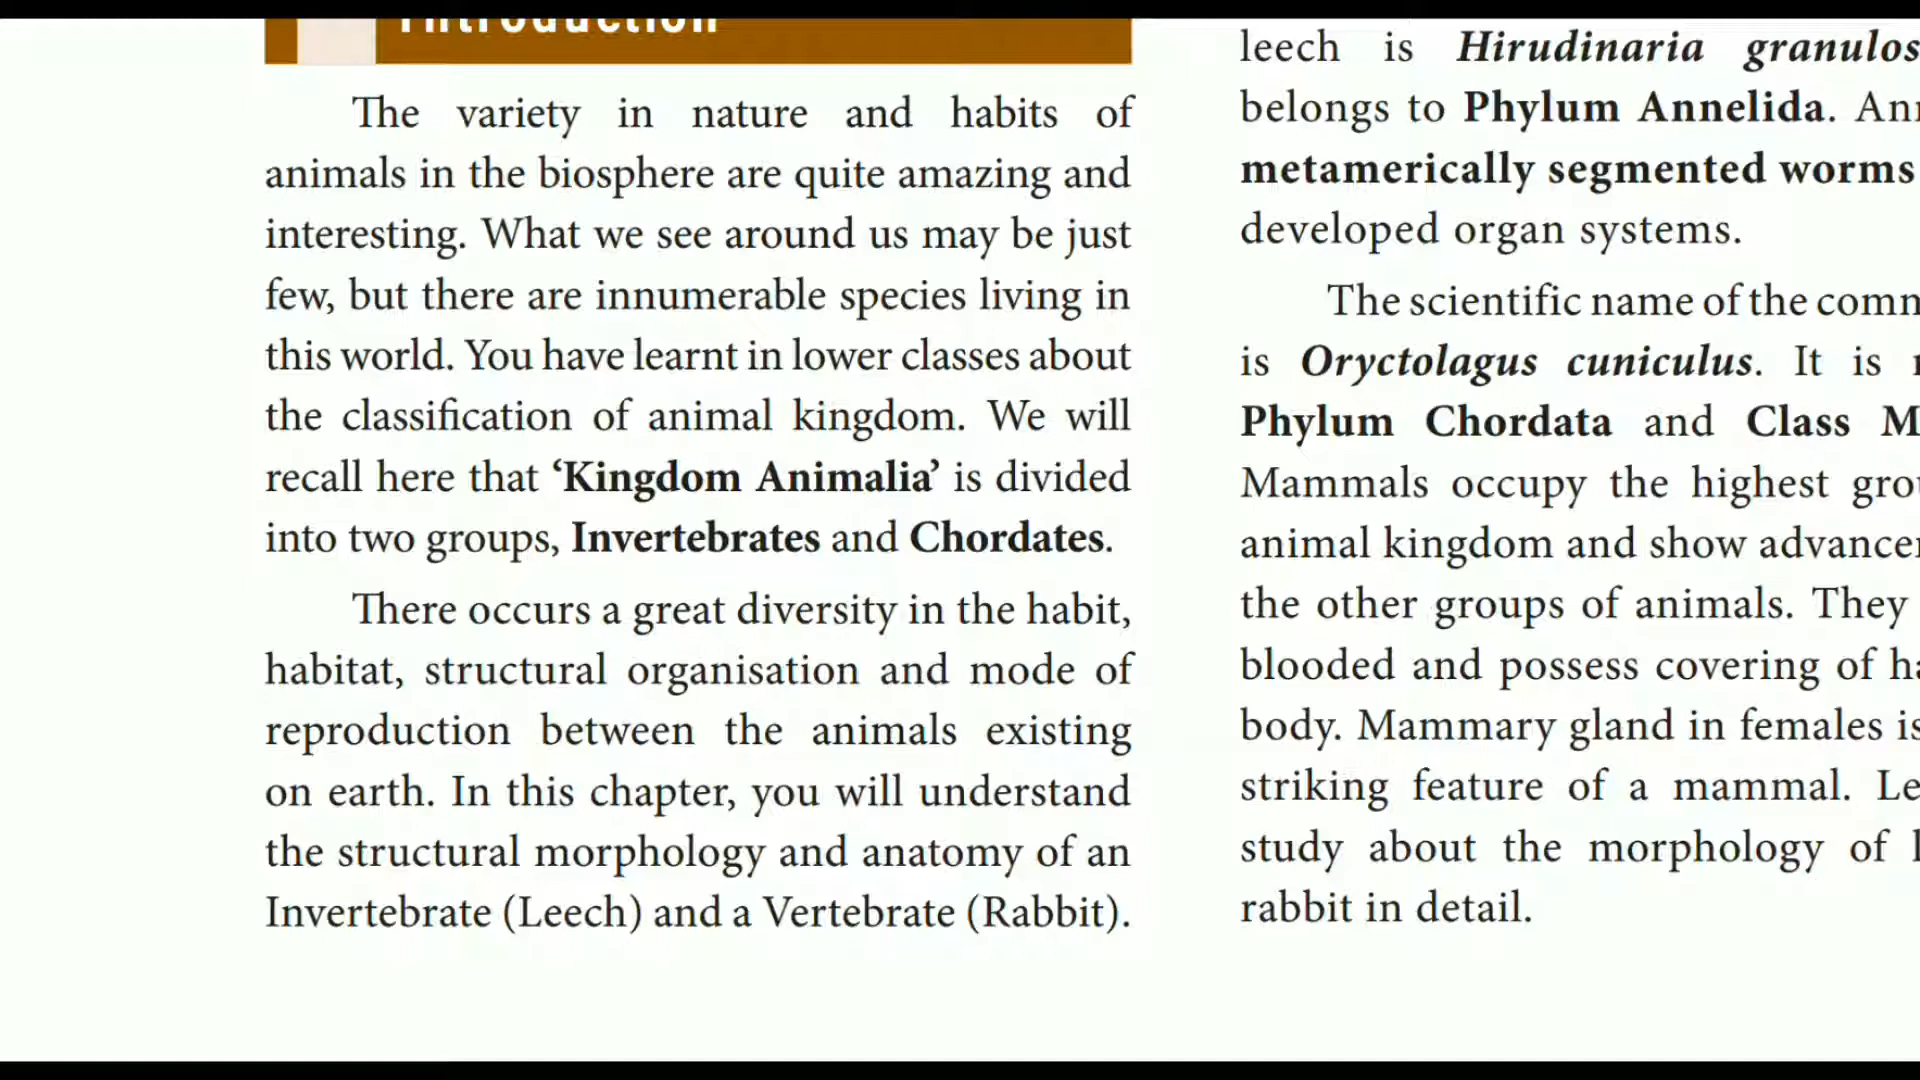 Introduction
The variety in nature and habits of
animals in the biosphere are quite amazing and
interesting. What we see around us may be just
few, but there are innumerable species living in
this world. You have learnt in lower classes about
the classification of animal kingdom. We will
recall here that ‘Kingdom Animalia’ is divided
into two groups, Invertebrates and Chordates.
There occurs a great diversity in the habit,
habitat, structural organisation and mode of
reproduction between the animals existing
on earth. In this chapter, you will understand
the structural morphology and anatomy of an
Invertebrate (Leech) and a Vertebrate (Rabbit).
leech is Hirudinaria
belongs to Phylum Annelida.
metamerically segmented worms
developed organ systems.
The scientific name of the
is Oryctolagus cuniculus. It is
Phylum Chordata and Class
Mammals occupy the highest
animal kingdom and show
the other groups of animals. They
blooded and possess covering of
body. Mammary gland in females
striking feature of a mammal.
study about the morphology of
rabbit in detail.